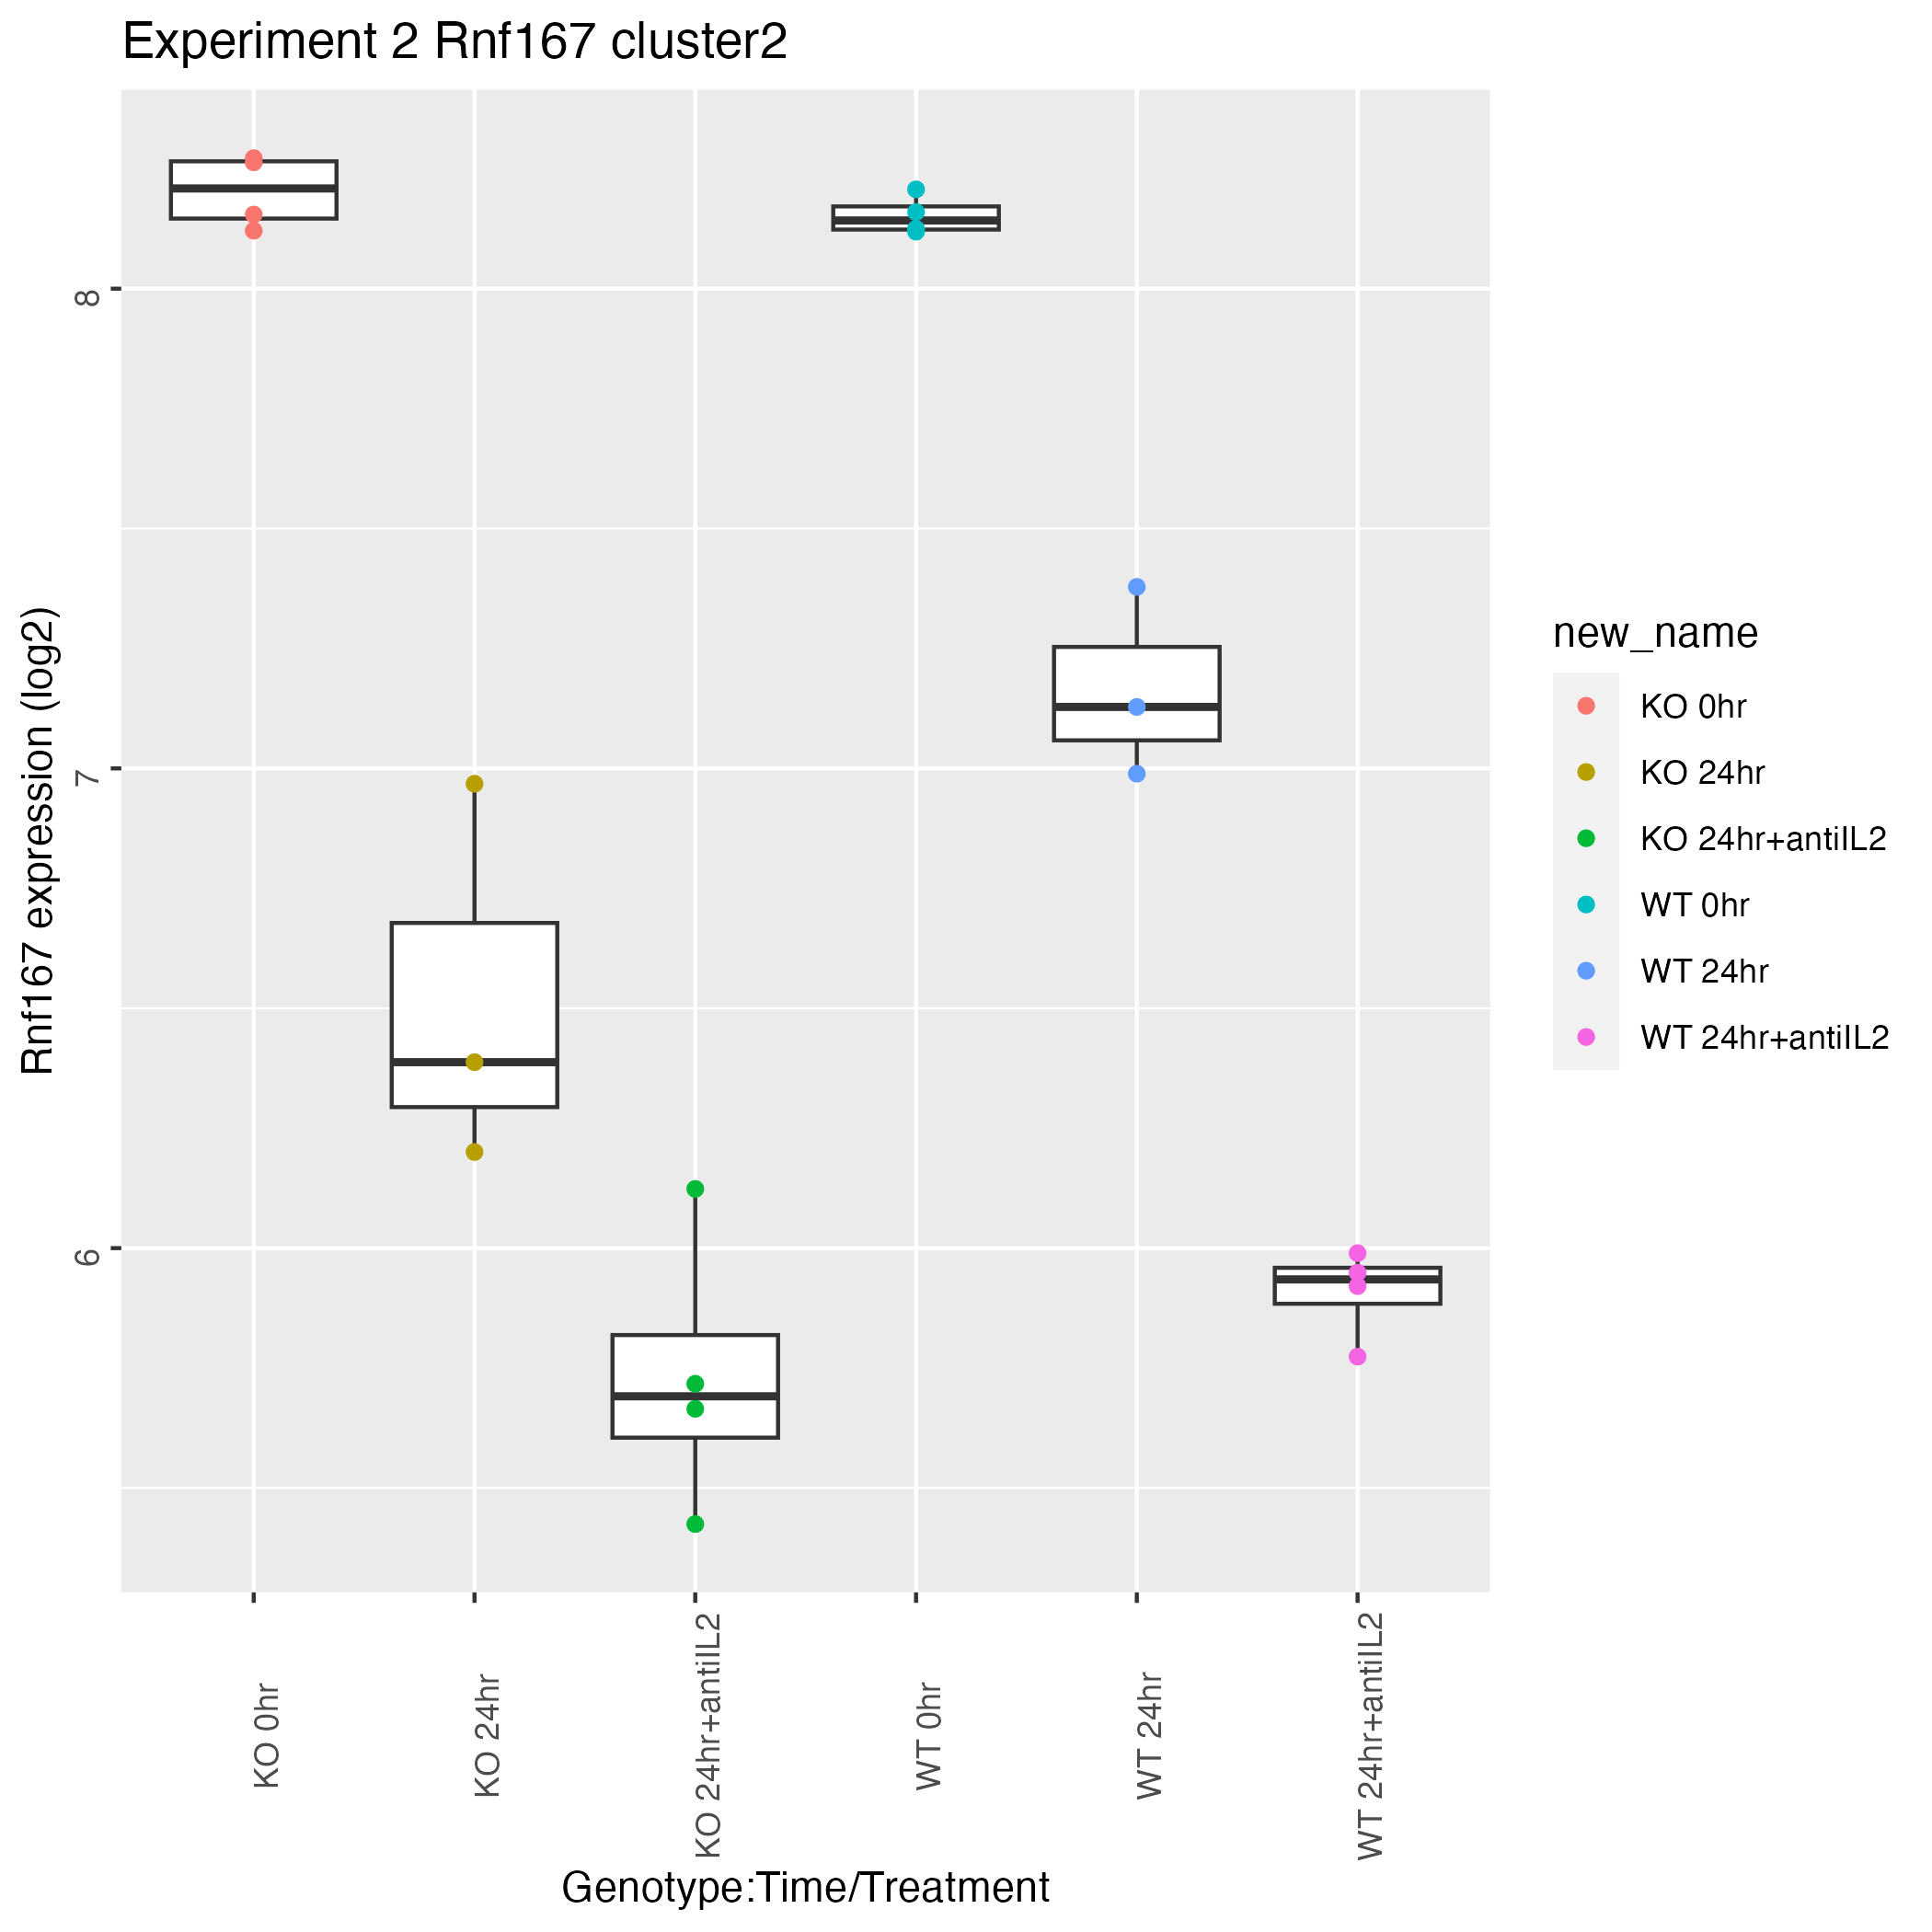 Experiment 2 Rnf167 cluster2
Rnf167 expression (log2)
8
7
6
KO 0hr
KO 24hr
KO 24hr+antiIL2
WT 0hr
WT 24hr
WT 24hr+antiIL2
Genotype:Time/Treatment
new_name
KO 0hr
KO 24hr
KO 24hr+antiIL2
WT 0hr
WT 24hr
WT 24hr+antiIL2